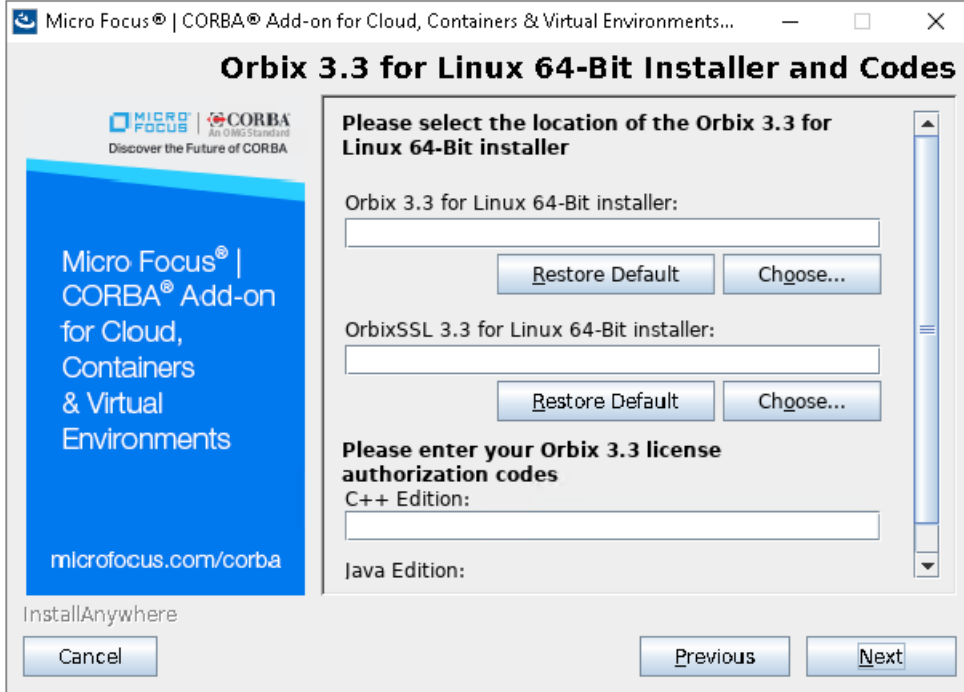 Micro Focus® | CORBA® Add-on for Cloud, Containers & Virtual Environments...
Orbix 3.3 for Linux 64-Bit Installer and Codes
MICRO FOCUS | CORBA
An OMG Standard
Discover the Future of CORBA
Micro Focus® |
CORBA® Add-on
for Cloud,
Containers
& Virtual
Environments
microfocus.com/corba
Please select the location of the Orbix 3.3 for
Linux 64-Bit installer
Orbix 3.3 for Linux 64-Bit installer:
Restore Default
Choose...
OrbixSSL 3.3 for Linux 64-Bit installer:
Restore Default
Choose...
Please enter your Orbix 3.3 license
authorization codes
C++ Edition:
Java Edition:
InstallAnywhere
Cancel
Previous
Next